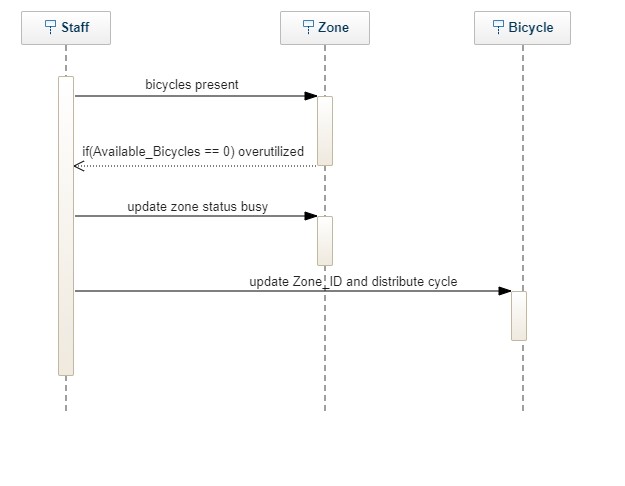 Staff
Zone
Bicycle
bicycles present
if(Available_Bicycles == 0) overutilized
update zone status busy
update Zone_ID and distribute cycle